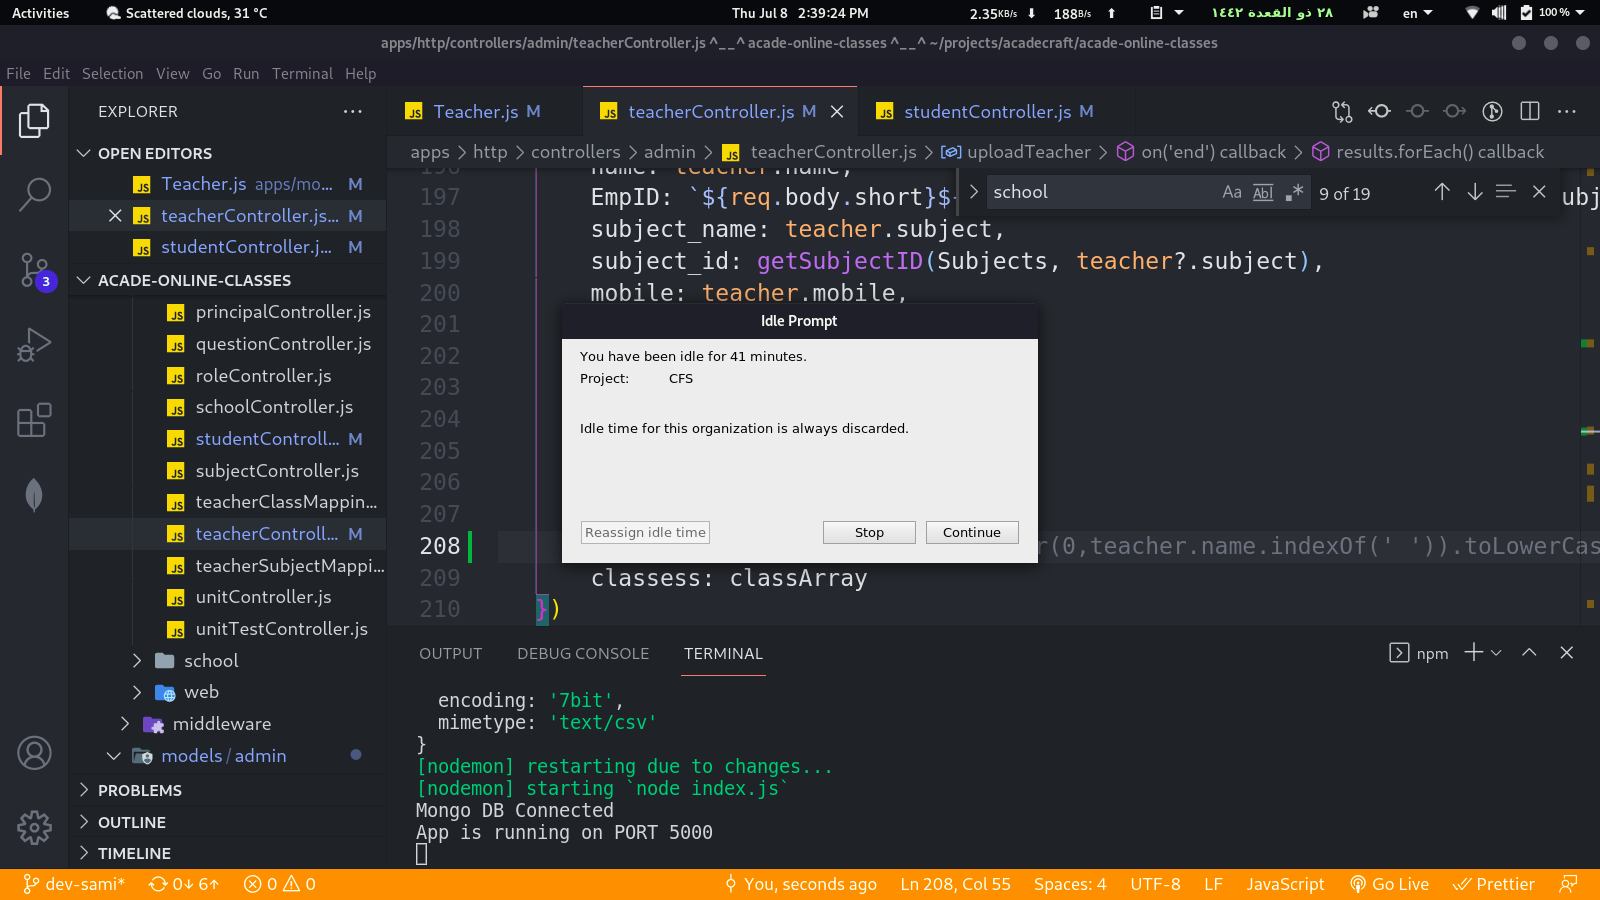 Activities
Scattered clouds, 31 °C
Thu Jul 8 2:39:24 PM
2.35KB/s
188B/s
٢٨ ذو القعدة ١٤٤٢
en
100 %
apps/http/controllers/admin/teacherController.js ^__^ acade-online-classes ^__^ ~/projects/acadecraft/acade-online-classes
File Edit Selection View Go Run Terminal Help
EXPLORER
Teacher.js M
teacherController.js M
studentController.js M
OPEN EDITORS
Teacher.js apps/mo... M
teacherController.js... M
studentController.j... M
ACADE-ONLINE-CLASSES
principalController.js
questionController.js
roleController.js
schoolController.js
studentControll... M
subjectController.js
teacherClassMappin...
teacherControll... M
teacherSubjectMappi...
unitController.js
unitTestController.js
school
web
middleware
models/admin
PROBLEMS
OUTLINE
TIMELINE
3
apps > http > controllers > admin > teacherController.js > uploadTeacher > on('end') callback > results.forEach() callback
school
Aa Abl .*
9 of 19
196 name: teacher.name,
197 EmpID: `${req.body.short}$
ubj
198 subject_name: teacher.subject,
199 subject_id: getSubjectID(Subjects, teacher?.subject),
200 mobile: teacher.mobile,
201
202
203
204
205
206
207
208 r(0,teacher.name.indexOf(' ')).toLowerCas
209 classess: classArray
210 })
Idle Prompt
You have been idle for 41 minutes.
Project: CFS
Idle time for this organization is always discarded.
Reassign idle time
Stop
Continue
OUTPUT DEBUG CONSOLE TERMINAL
npm
encoding: '7bit',
mimetype: 'text/csv'
}
[nodemon] restarting due to changes...
[nodemon] starting `node index.js`
Mongo DB Connected
App is running on PORT 5000
dev-sami*
0↓ 6↑
0
0
You, seconds ago
Ln 208, Col 55
Spaces: 4
UTF-8
LF
JavaScript
Go Live
Prettier